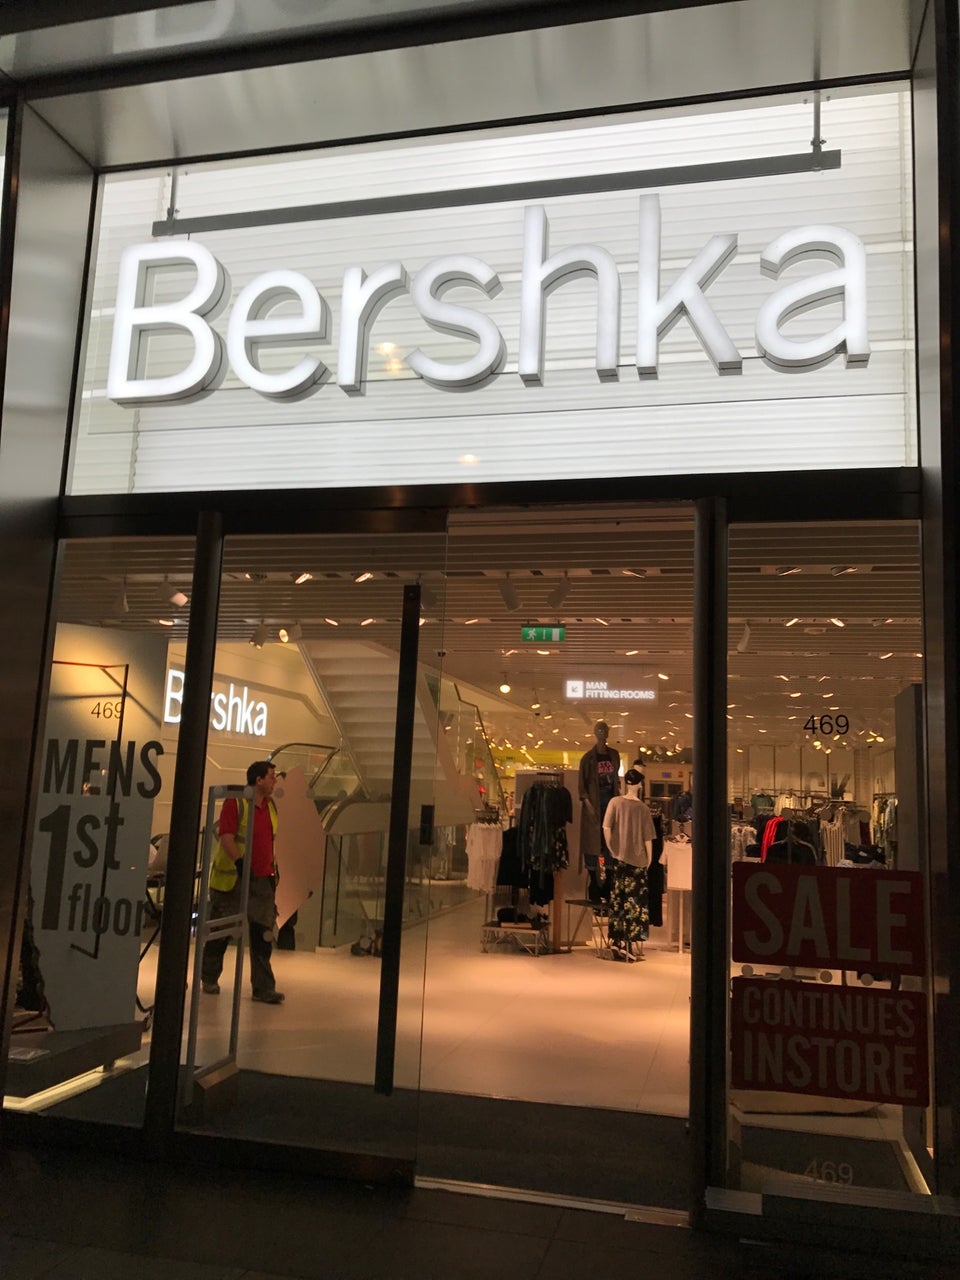 Bershka
MAN
FITTING ROOMS
Bershka
469
469
MENS
1st
floor
SALE
CONTINUES
INSTORE
469